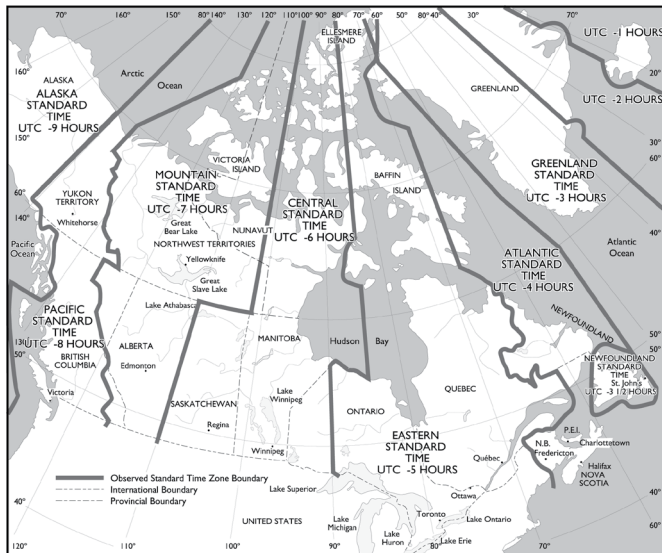 70° 160° 80° 140° 120° 110° 100° 90° 80° 70° 60° 50° 80° 40° 30° 70°
ELLESMERE
ISLAND
UTC -1 HOURS
20°
UTC -2 HOURS
30°
60°
160°
ALASKA
ALASKA
STANDARD
TIME
UTC -9 HOURS
150°
Arctic
Ocean
GREENLAND
GREENLAND
STANDARD
TIME
UTC -3 HOURS
40°
VICTORIA
ISLAND
BAFFIN
ISLAND
MOUNTAIN
STANDARD
TIME
UTC -7 HOURS
CENTRAL
STANDARD
TIME
UTC -6 HOURS
60°
140°
YUKON
TERRITORY
Whitehorse
Great
Bear Lake
NUNAVUT
NORTHWEST TERRITORIES
Yellowknife
Great
Slave Lake
Pacific
Ocean
Atlantic
Ocean
ATLANTIC
STANDARD
TIME
UTC -4 HOURS
PACIFIC
STANDARD
TIME
UTC -8 HOURS
130°
50°
BRITISH
COLUMBIA
Victoria
Lake Athabasca
ALBERTA
Edmonton
SASKATCHEWAN
Regina
MANITOBA
Lake
Winnipeg
Winnipeg
Hudson
Bay
ONTARIO
QUEBEC
NEWFOUNDLAND
50°
50°
NEWFOUNDLAND
STANDARD
TIME
St. John's
UTC -3 1/2 HOURS
EASTERN
STANDARD
TIME
UTC -5 HOURS
Québec
Ottawa
P.E.I.
N.B.
Charlottetown
Fredericton
Halifax
NOVA
SCOTIA
Observed Standard Time Zone Boundary
International Boundary
Provincial Boundary
Lake Superior
UNITED STATES
Lake
Michigan
Lake
Huron
Toronto
Lake Ontario
Lake Erie
40°
40°
60°
120° 110° 100° 90° 80° 70°